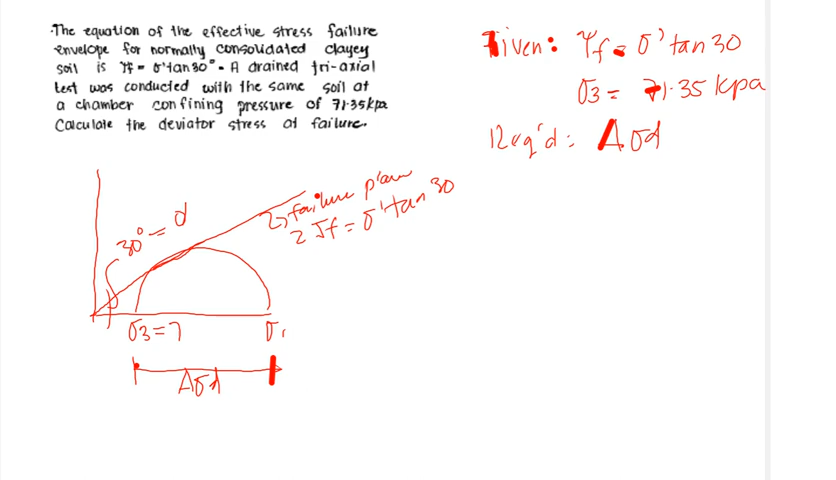 .The equation of the effective stress failure
envelope for normally consolidated clayey
soil is τf = σ'tan30° . A drained tri-axial
test was conducted with the same soil at
a chamber confining pressure of 71.35kpa
Calculate the deviator stress at failure.
Given: τf = σ' tan 30
σ3 = 71.35 kpa
Req'd: Δσd
30° =
failure plane
τf = σ'tan 30
σ3 = 7
σ1
Δσd